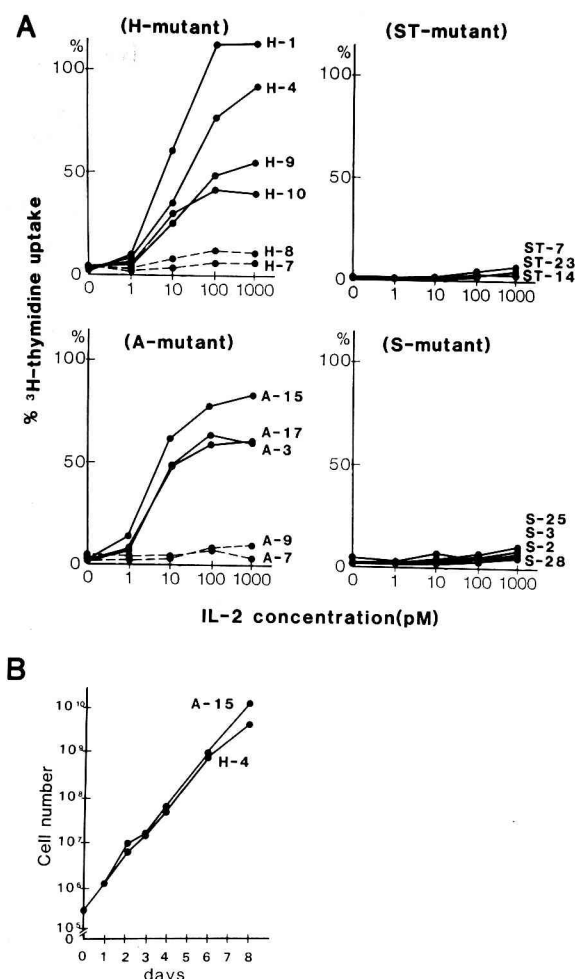 A
(H-mutant)
%
100
50
0
0 1 10 100 1000
H-1
H-4
H-9
H-10
H-8
H-7
(ST-mutant)
%
100
50
0
0 1 10 100 1000
ST-7
ST-23
ST-14
% ³H-thymidine uptake
(A-mutant)
%
100
50
0
0 1 10 100 1000
A-15
A-17
A-3
A-9
A-7
(S-mutant)
%
100
50
0
0 1 10 100 1000
S-25
S-3
S-2
S-28
IL-2 concentration(pM)
B
Cell number
10¹⁰
10⁹
10⁸
10⁷
10⁶
10⁵
0
A-15
H-4
0 1 2 3 4 5 6 7 8
days